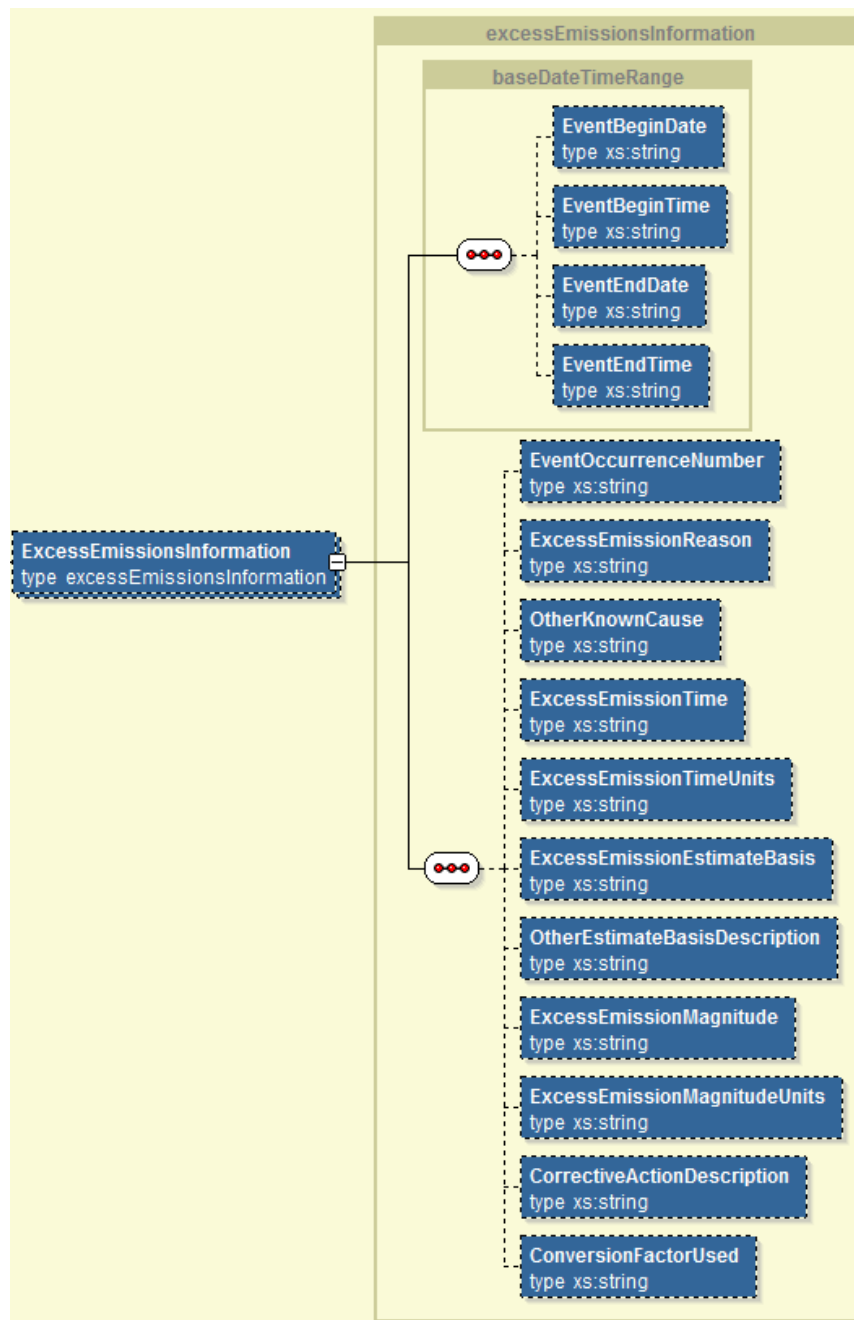 excessEmissionsInformation
baseDateTimeRange
EventBeginDate
type xs:string
EventBeginTime
type xs:string
EventEndDate
type xs:string
EventEndTime
type xs:string
EventOccurrenceNumber
type xs:string
ExcessEmissionReason
type xs:string
ExcessEmissionsInformation
type excessEmissionsInformation
OtherKnownCause
type xs:string
ExcessEmissionTime
type xs:string
ExcessEmissionTimeUnits
type xs:string
ExcessEmissionEstimateBasis
type xs:string
OtherEstimateBasisDescription
type xs:string
ExcessEmissionMagnitude
type xs:string
ExcessEmissionMagnitudeUnits
type xs:string
CorrectiveActionDescription
type xs:string
ConversionFactorUsed
type xs:string